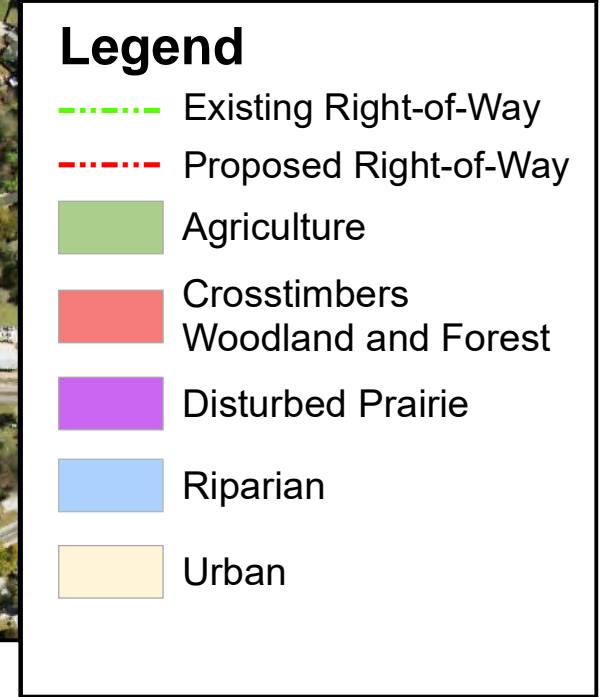 Legend
Existing Right-of-Way
Proposed Right-of-Way
Agriculture
Crosstimbers
Woodland and Forest
Disturbed Prairie
Riparian
Urban